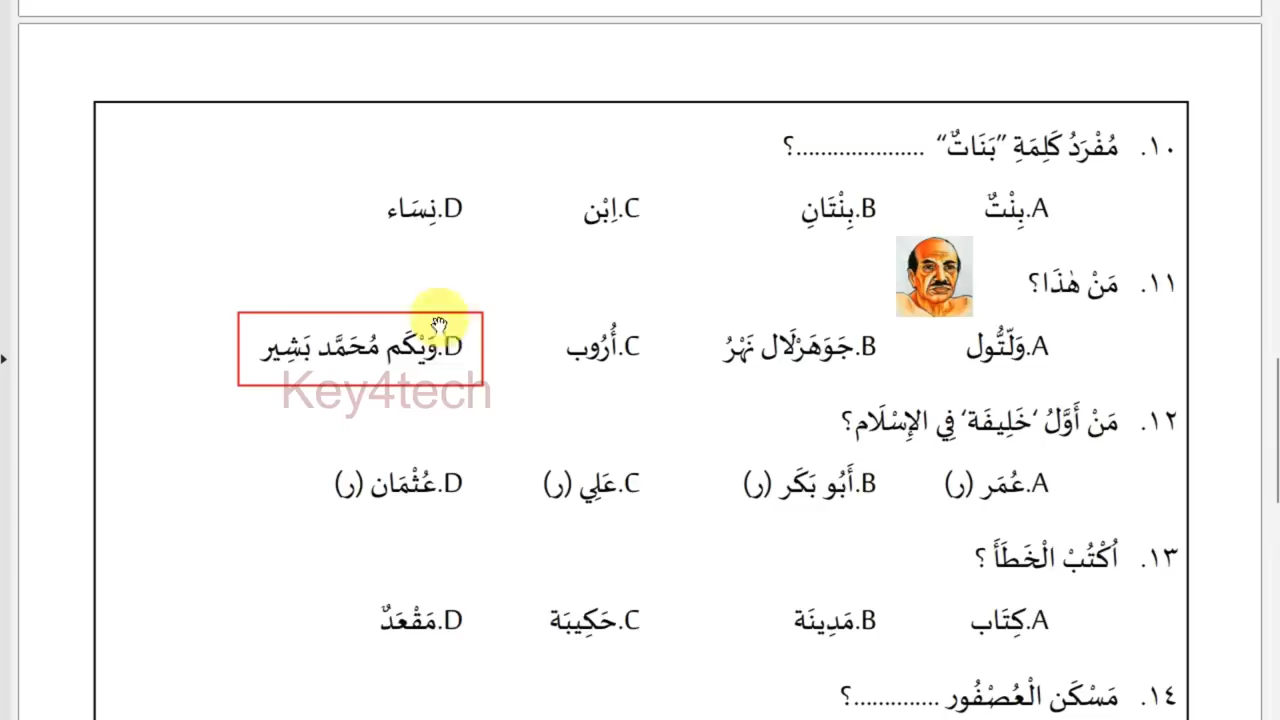 ١٠. مُفْرَدُ كَلِمَةِ ”بَنَاتٌ“ .....................؟
A.بِنْتٌ B.بِنْتَانِ C.اِبْن D.نِسَاء
١١. مَنْ هٰذَا؟
A.وَلّتُّول B.جَوَهَرْلَال نَهْرُ C.أُرُوب D.وَيْكَم مُحَمَّد بَشِير
Key4tech
١٢. مَنْ أَوَّلُ ’خَلِيفَة‘ فِي الإِسْلَام؟
A.عُمَر (ر) B.أَبُو بَكَر (ر) C.عَلِي (ر) D.عُثْمَان (ر)
١٣. اُكْتُبْ الْخَطَأَ ؟
A.كِتَاب B.مَدِينَة C.حَكِيبَة D.مَقْعَدٌ
١٤. مَسْكَن الْعُصْفُور ..............؟